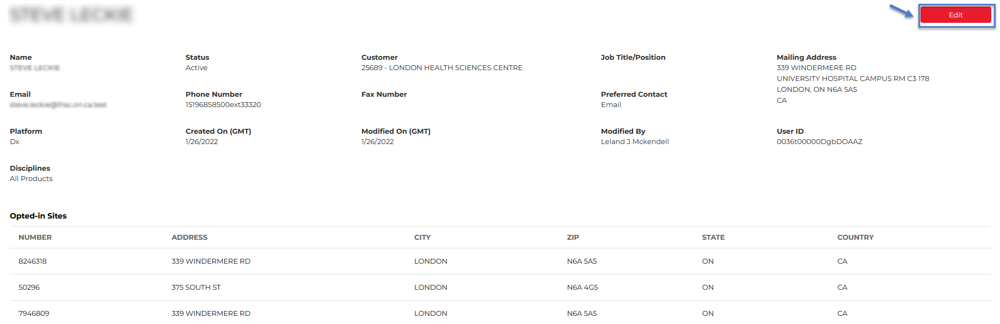 STEVE LECKIE
Edit
Name
STEVE LECKIE
Status
Active
Customer
25689 - LONDON HEALTH SCIENCES CENTRE
Job Title/Position
Mailing Address
339 WINDERMERE RD
UNIVERSITY HOSPITAL CAMPUS RM C3 178
LONDON, ON N6A 5A5
CA
Email
Phone Number
15196858500ext33320
Fax Number
Preferred Contact
Email
Platform
Dx
Created On (GMT)
1/26/2022
Modified On (GMT)
1/26/2022
Modified By
Leland J Mckendell
User ID
0036t00000DgbDOAAZ
Disciplines
All Products
Opted-in Sites
NUMBER ADDRESS CITY ZIP STATE COUNTRY
8246318 339 WINDERMERE RD LONDON N6A 5A5 ON CA
50296 375 SOUTH ST LONDON N6A 4G5 ON CA
7946809 339 WINDERMERE RD LONDON N6A 5A5 ON CA